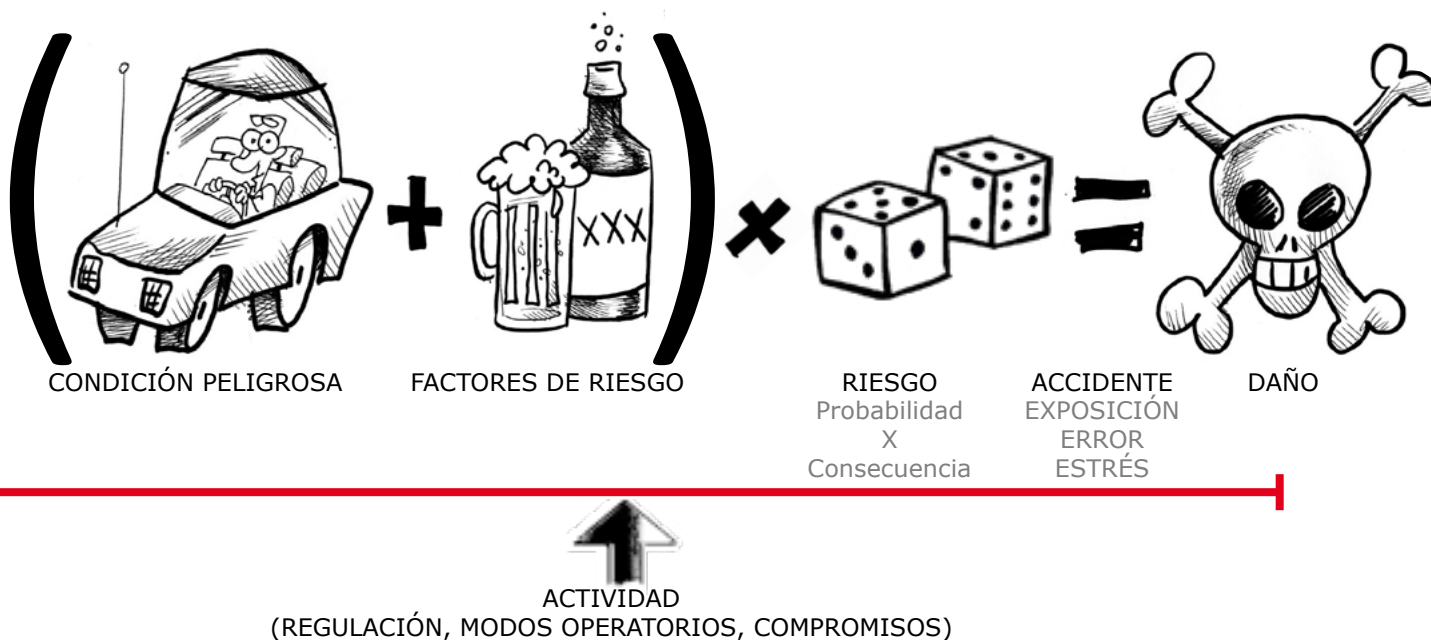 XXX
CONDICIÓN PELIGROSA
FACTORES DE RIESGO
RIESGO
Probabilidad
X
Consecuencia
ACCIDENTE
EXPOSICIÓN
ERROR
ESTRÉS
DAÑO
ACTIVIDAD
(REGULACIÓN, MODOS OPERATORIOS, COMPROMISOS)